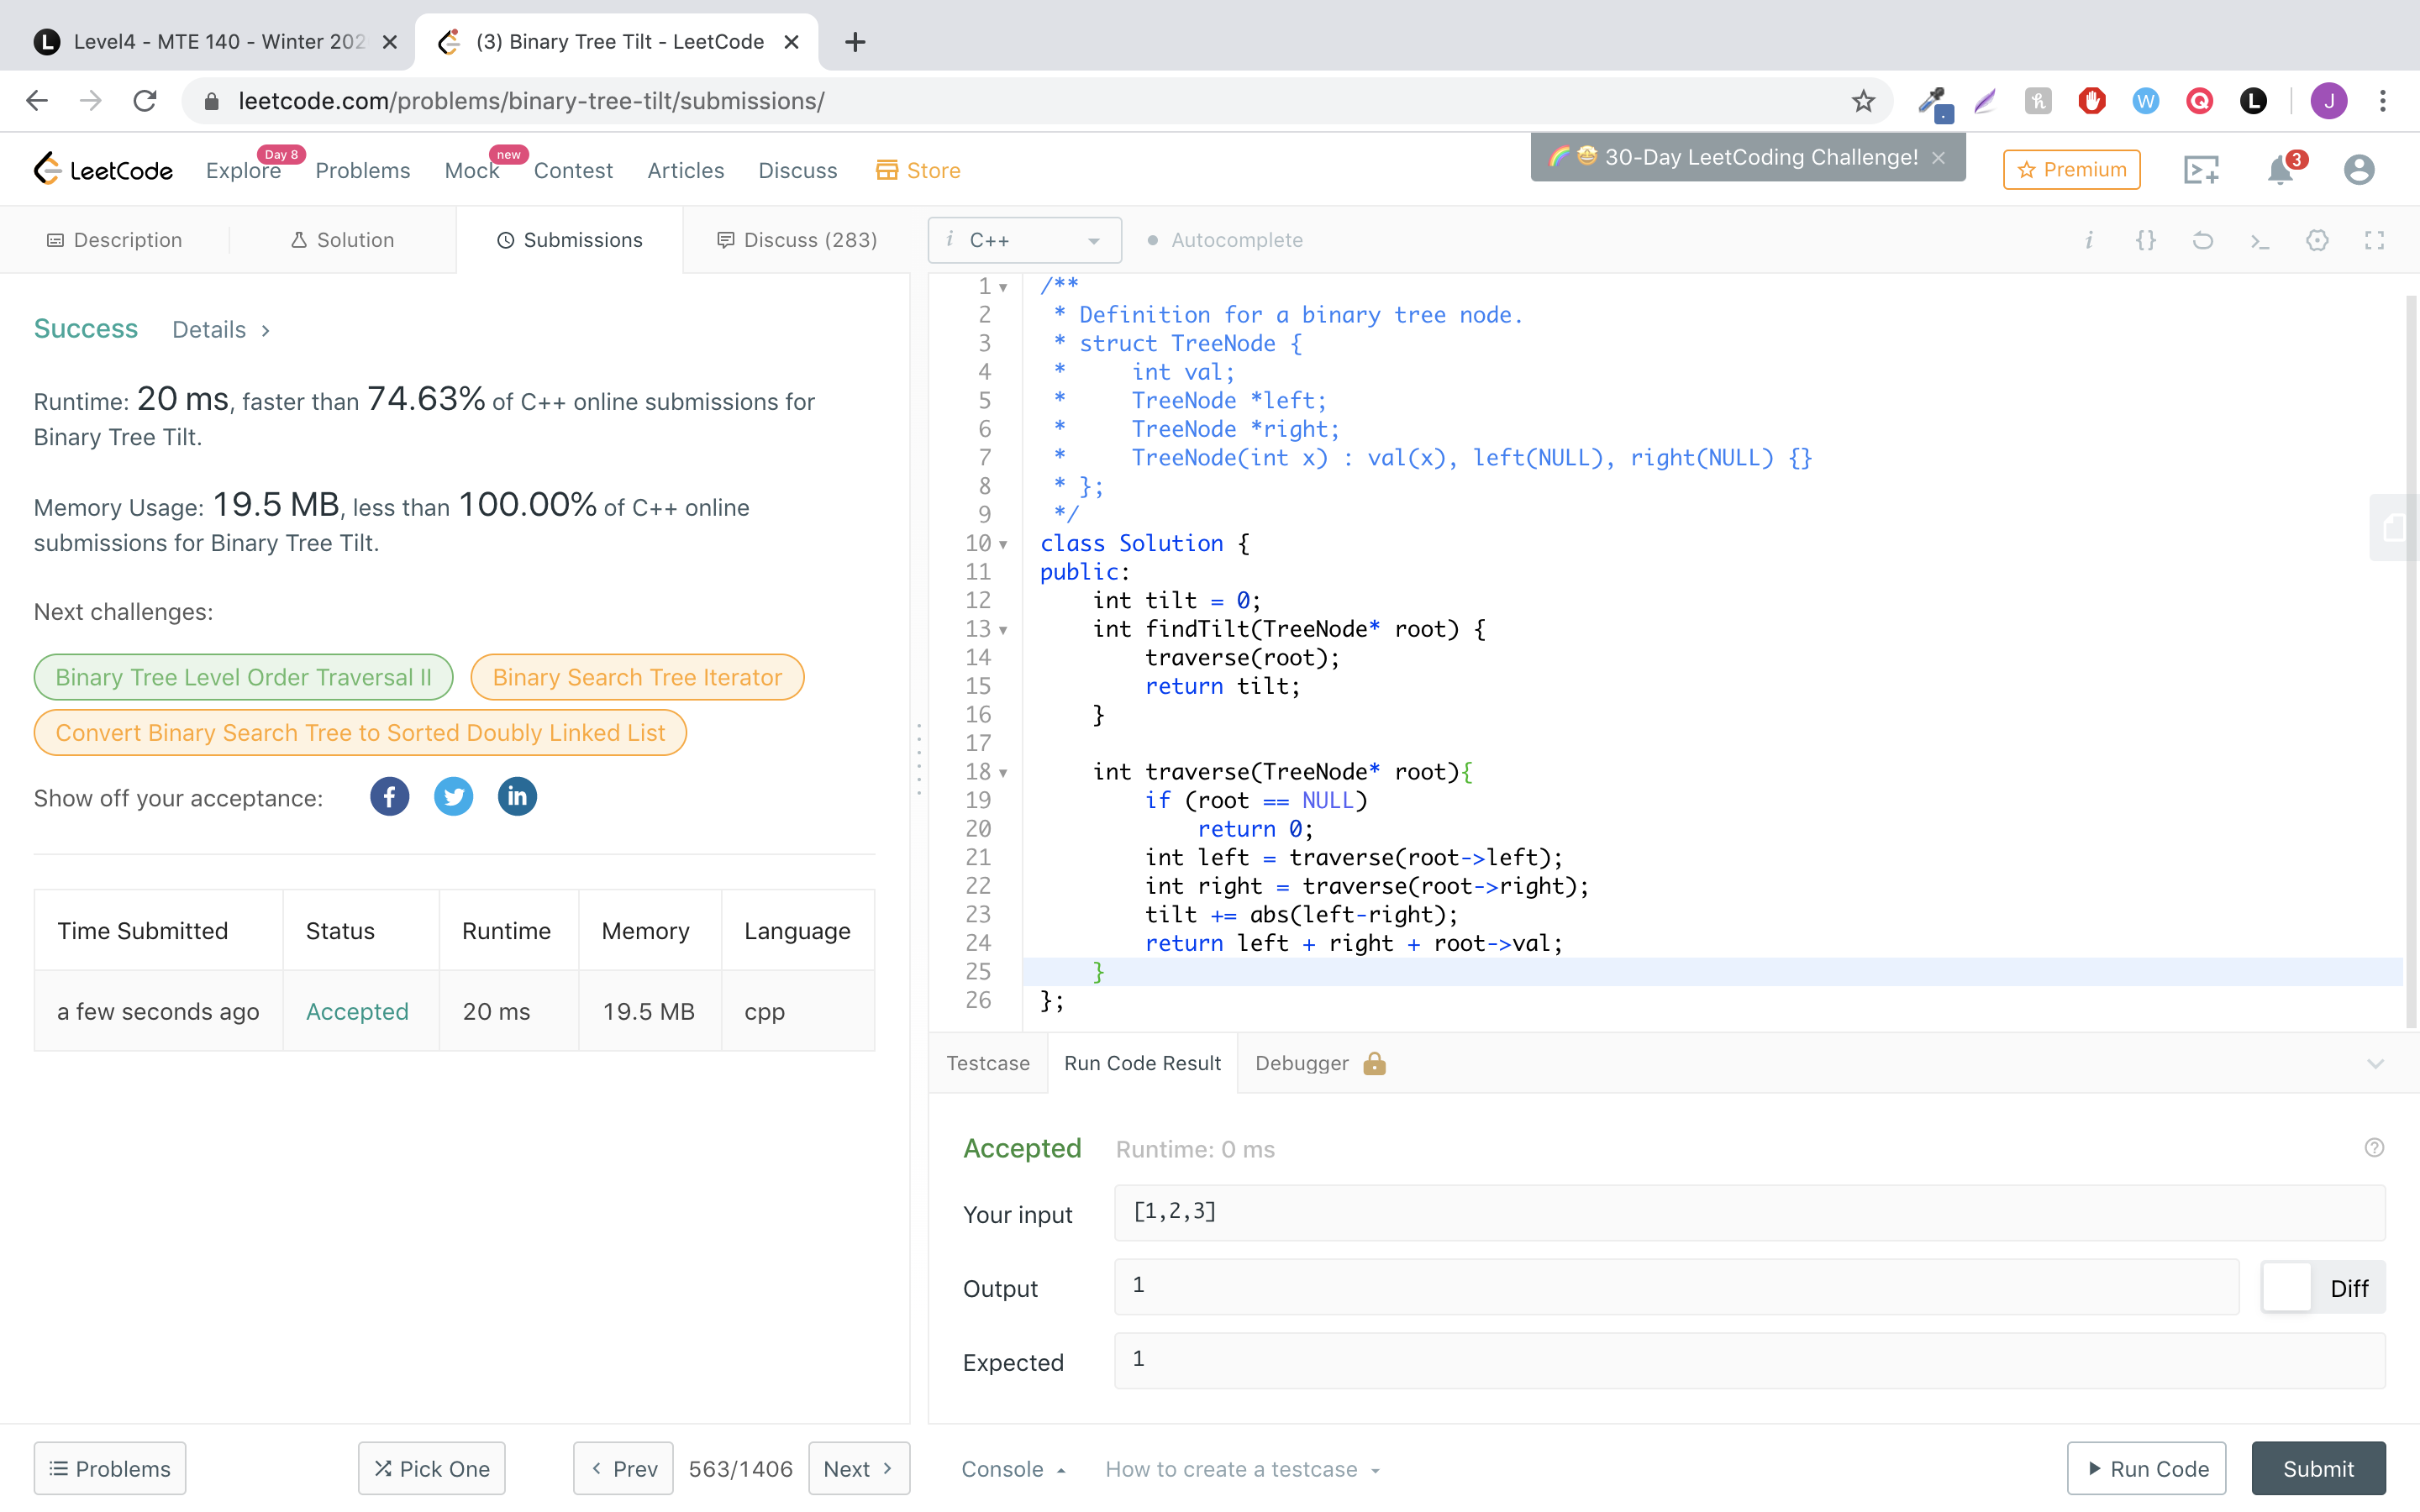 Level4 - MTE 140 - Winter 202
(3) Binary Tree Tilt - LeetCode
leetcode.com/problems/binary-tree-tilt/submissions/
LeetCode
Explore
Day 8
Problems
Mock
new
Contest
Articles
Discuss
Store
🌈 🤩 30-Day LeetCoding Challenge!
Premium
3
J
Description
Solution
Submissions
Discuss (283)
i C++
Autocomplete
Success
Details >
Runtime: 20 ms, faster than 74.63% of C++ online submissions for
Binary Tree Tilt.
Memory Usage: 19.5 MB, less than 100.00% of C++ online
submissions for Binary Tree Tilt.
Next challenges:
Binary Tree Level Order Traversal II
Binary Search Tree Iterator
Convert Binary Search Tree to Sorted Doubly Linked List
Show off your acceptance:
Time Submitted Status Runtime Memory Language
a few seconds ago Accepted 20 ms 19.5 MB cpp
1 /**
2 * Definition for a binary tree node.
3 * struct TreeNode {
4 *     int val;
5 *     TreeNode *left;
6 *     TreeNode *right;
7 *     TreeNode(int x) : val(x), left(NULL), right(NULL) {}
8 * };
9 */
10 class Solution {
11 public:
12     int tilt = 0;
13     int findTilt(TreeNode* root) {
14         traverse(root);
15         return tilt;
16     }
17
18     int traverse(TreeNode* root){
19         if (root == NULL)
20             return 0;
21         int left = traverse(root->left);
22         int right = traverse(root->right);
23         tilt += abs(left-right);
24         return left + right + root->val;
25     }
26 };
Testcase
Run Code Result
Debugger
Accepted
Runtime: 0 ms
Your input
[1,2,3]
Output
1
Diff
Expected
1
Problems
Pick One
Prev
563/1406
Next
Console
How to create a testcase
Run Code
Submit